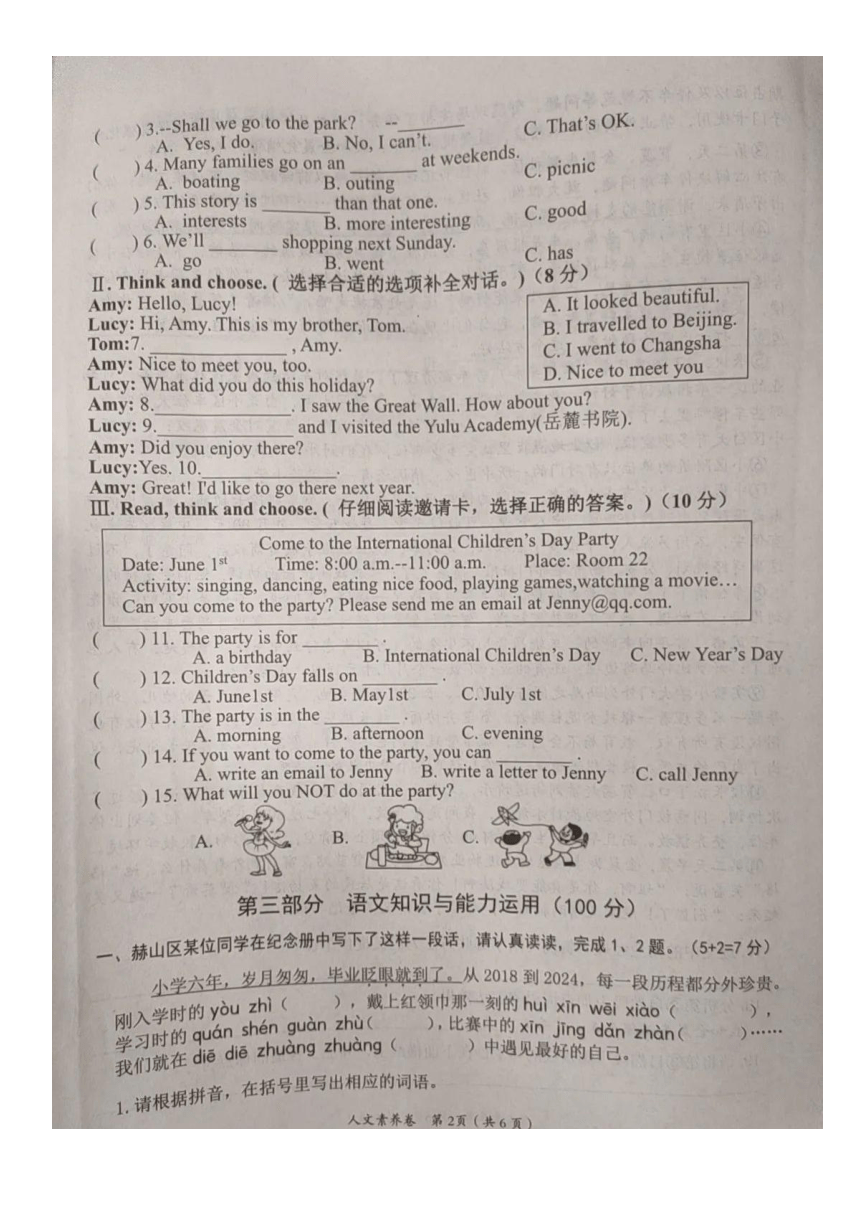 ( ) 3.--Shall we go to the park? --________
A. Yes, I do. B. No, I can't. C. That's OK.
( ) 4. Many families go on an ________ at weekends.
A. boating B. outing C. picnic
( ) 5. This story is ________ than that one.
A. interests B. more interesting C. good
( ) 6. We'll ________ shopping next Sunday.
A. go B. went C. has
Ⅱ. Think and choose. ( 选择合适的选项补全对话。)(8 分)
Amy: Hello, Lucy!
Lucy: Hi, Amy. This is my brother, Tom.
Tom:7. ________________ , Amy.
Amy: Nice to meet you, too.
Lucy: What did you do this holiday?
Amy: 8.________________. I saw the Great Wall. How about you?
Lucy: 9.________________ and I visited the Yulu Academy(岳麓书院).
Amy: Did you enjoy there?
Lucy:Yes. 10.________________.
Amy: Great! I'd like to go there next year.
A. It looked beautiful.
B. I travelled to Beijing.
C. I went to Changsha
D. Nice to meet you
Ⅲ. Read, think and choose. ( 仔细阅读邀请卡，选择正确的答案。)(10 分)
Come to the International Children's Day Party
Date: June 1st Time: 8:00 a.m.--11:00 a.m. Place: Room 22
Activity: singing, dancing, eating nice food, playing games,watching a movie…
Can you come to the party? Please send me an email at Jenny@qq.com.
( ) 11. The party is for ________ .
A. a birthday B. International Children's Day C. New Year's Day
( ) 12. Children's Day falls on ________ .
A. June1st B. May1st C. July 1st
( ) 13. The party is in the ________ .
A. morning B. afternoon C. evening
( ) 14. If you want to come to the party, you can ________ .
A. write an email to Jenny B. write a letter to Jenny C. call Jenny
( ) 15. What will you NOT do at the party?
A. B. C.
第三部分 语文知识与能力运用（100 分）
一、赫山区某位同学在纪念册中写下了这样一段话，请认真读读，完成 1、2 题。（5+2=7 分）
小学六年，岁月匆匆，毕业眨眼就到了。从 2018 到 2024，每一段历程都分外珍贵。
刚入学时的 yòu zhì（ ），戴上红领巾那一刻的 huì xīn wēi xiào（ ），
学习时的 quán shén guàn zhù（ ），比赛中的 xīn jīng dǎn zhàn（ ）……
我们就在 diē diē zhuàng zhuàng（ ）中遇见最好的自己。
1. 请根据拼音，在括号里写出相应的词语。
人文素养卷 第 2 页（共 6 页）